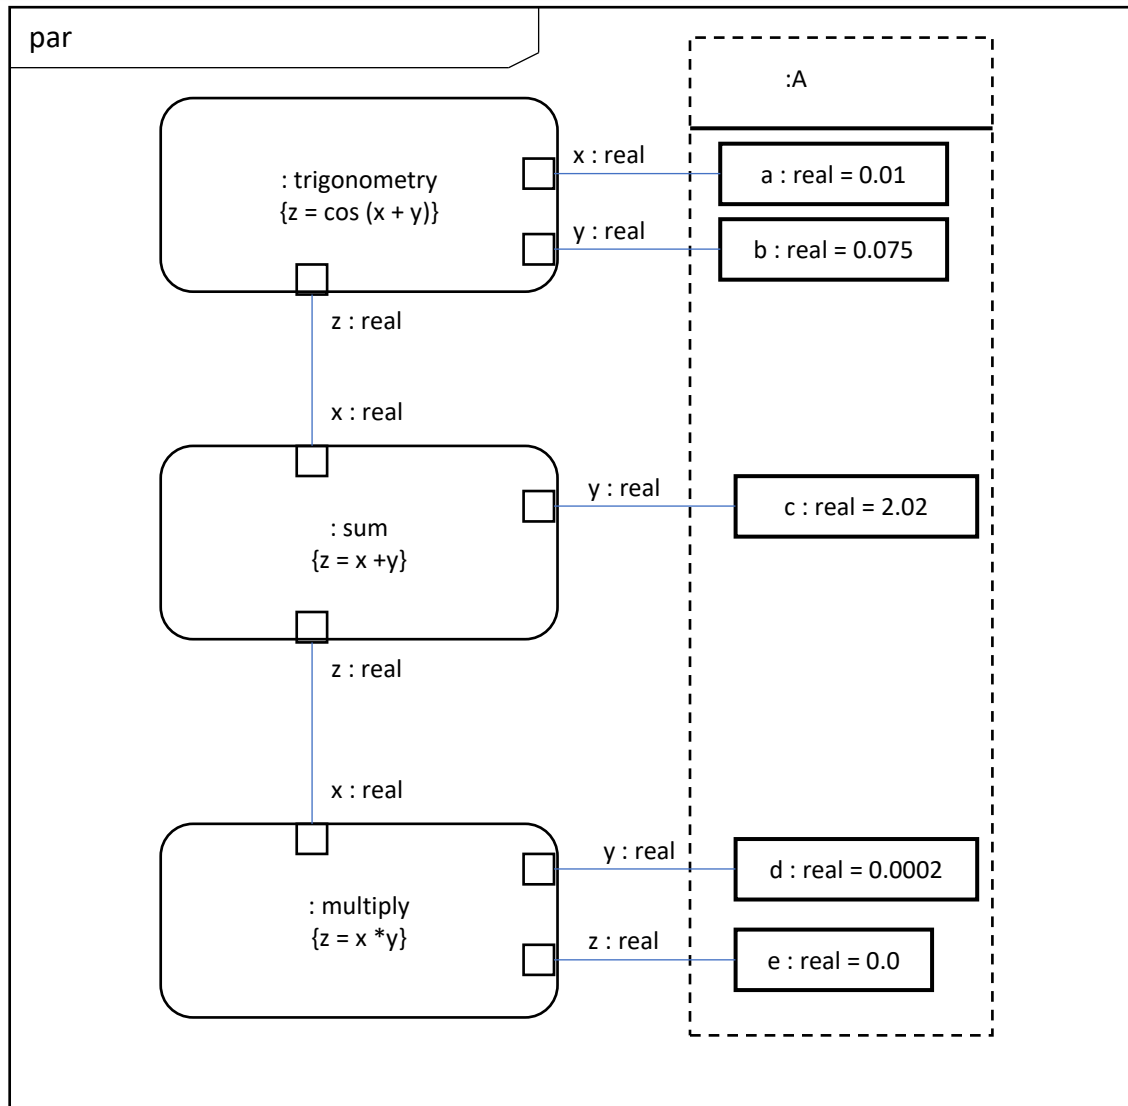 par
:A
x : real
a : real = 0.01
: trigonometry
{z = cos (x + y)}
y : real
b : real = 0.075
z : real
x : real
y : real
c : real = 2.02
: sum
{z = x +y}
z : real
x : real
y : real
d : real = 0.0002
: multiply
{z = x *y}
z : real
e : real = 0.0